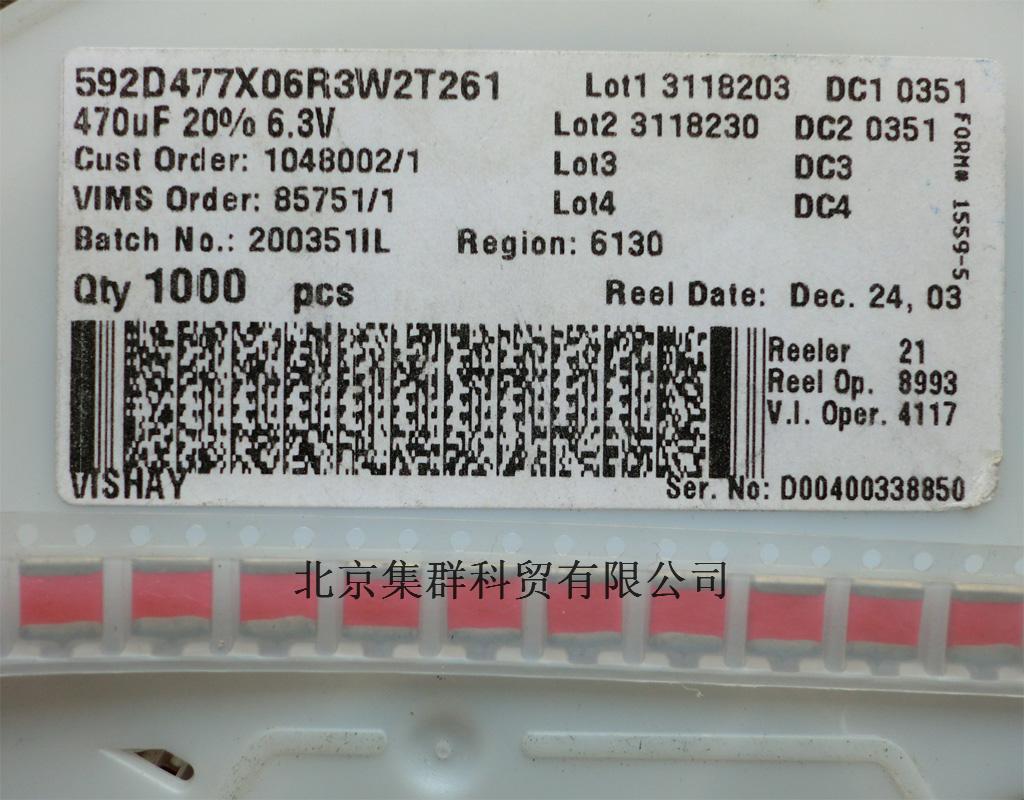 592D477X06R3W2T261 Lot1 3118203 DC1 0351
470uF 20% 6.3V Lot2 3118230 DC2 0351
Cust Order: 1048002/1 Lot3 DC3
VIMS Order: 85751/1 Lot4 DC4
Batch No.: 200351IL Region: 6130
FORM# 1559-5
Qty 1000 pcs Reel Date: Dec. 24, 03
Reeler 21
Reel Op. 8993
V.I. Oper. 4117
VISHAY Ser. No: D00400338850
北京集群科贸有限公司